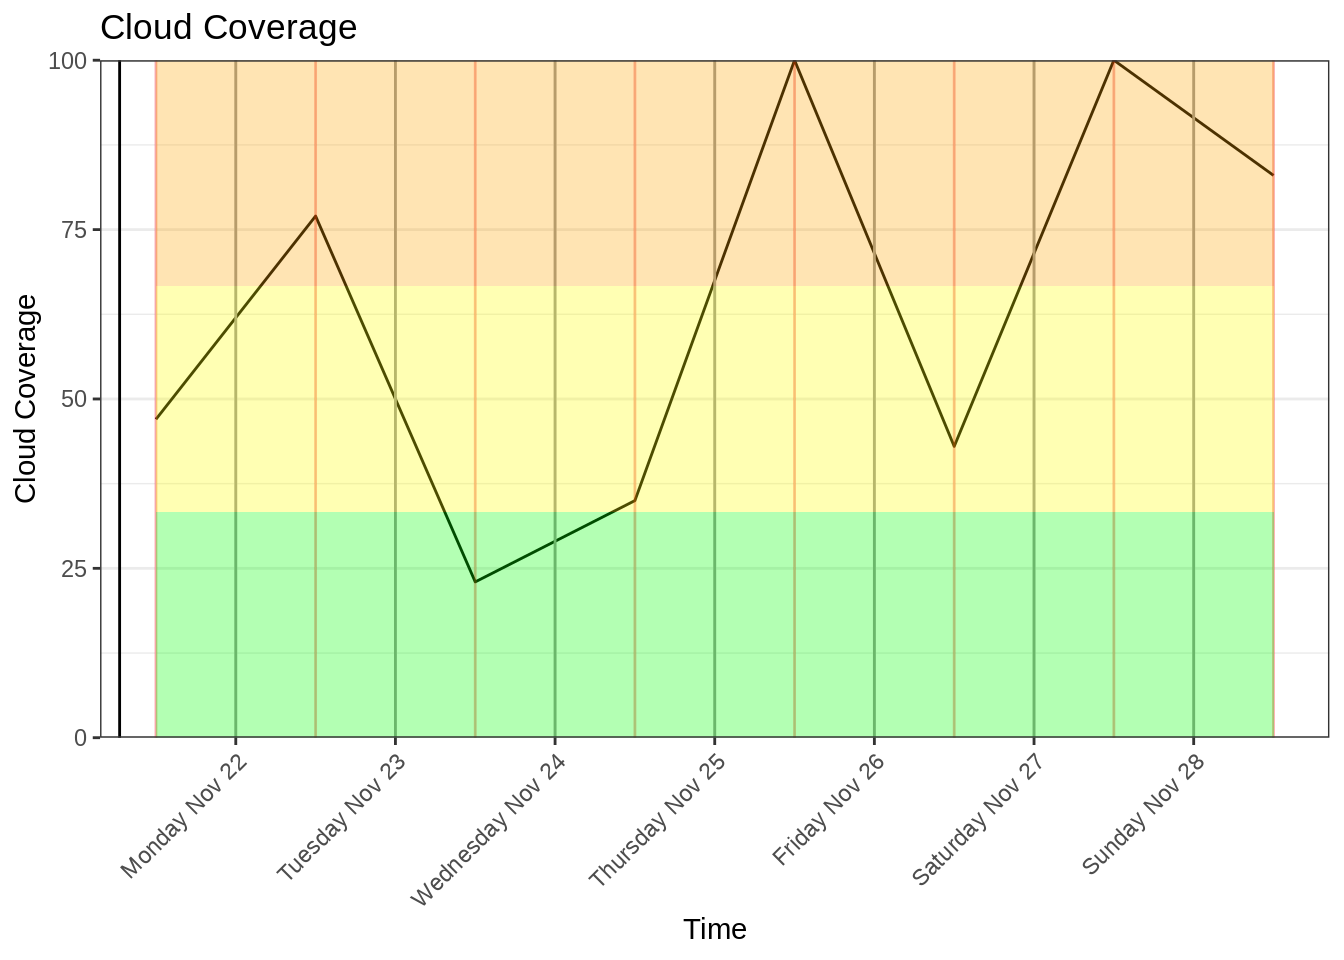 Cloud Coverage
Cloud Coverage
100
75
50
25
0
Monday Nov 22
Tuesday Nov 23
Wednesday Nov 24
Thursday Nov 25
Friday Nov 26
Saturday Nov 27
Sunday Nov 28
Time